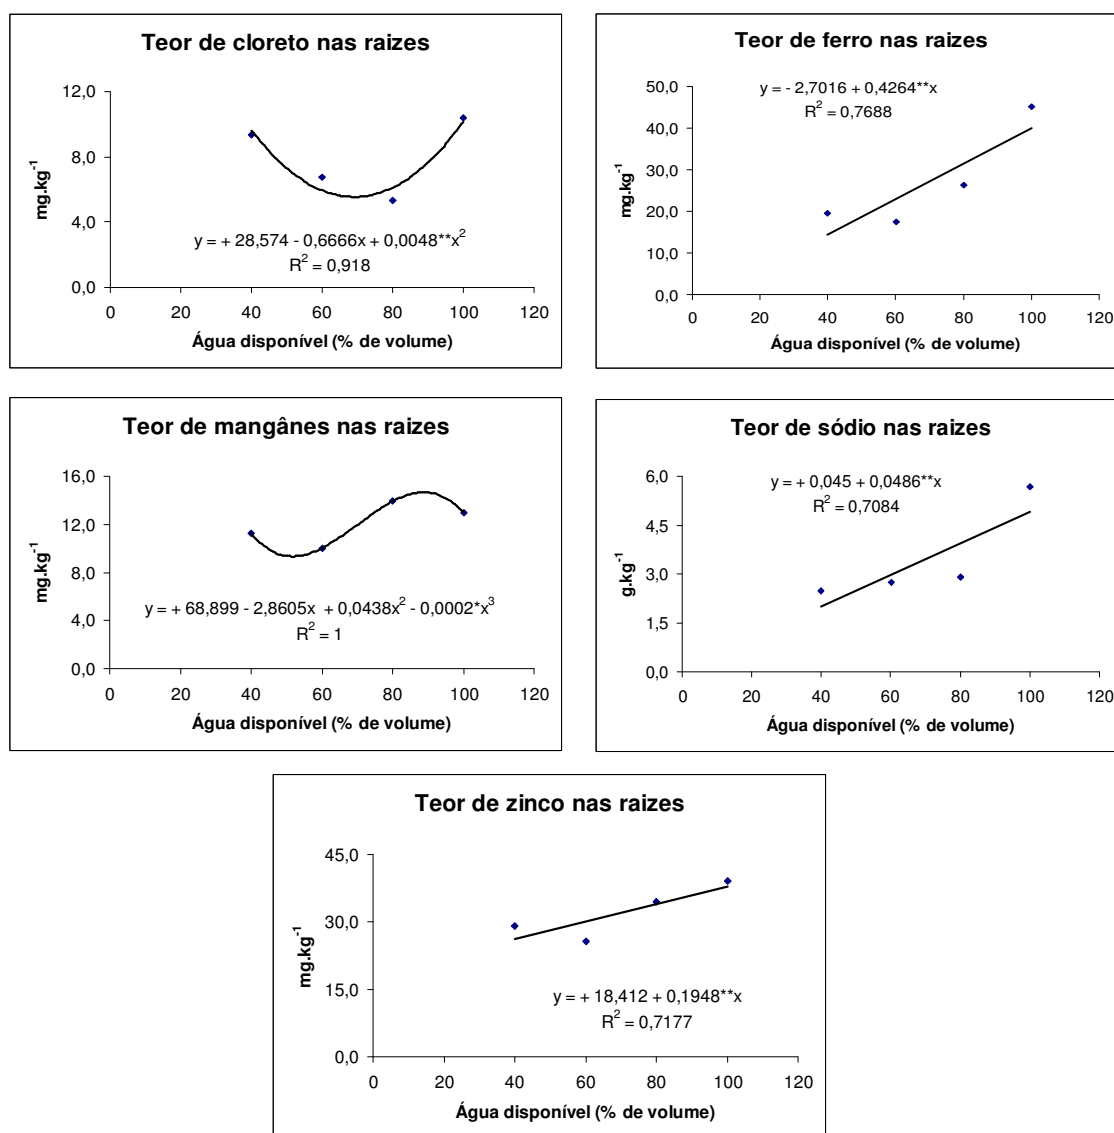 Teor de cloreto nas raizes
12,0
8,0
4,0
0,0
mg.kg⁻¹
y = + 28,574 - 0,6666x + 0,0048**x²
R² = 0,918
0 20 40 60 80 100 120
Água disponível (% de volume)
Teor de ferro nas raizes
y = - 2,7016 + 0,4264**x
R² = 0,7688
50,0
40,0
30,0
20,0
10,0
0,0
mg.kg⁻¹
0 20 40 60 80 100 120
Água disponível (% de volume)
Teor de mangânes nas raizes
16,0
12,0
8,0
4,0
0,0
mg.kg⁻¹
y = + 68,899 - 2,8605x + 0,0438x² - 0,0002*x³
R² = 1
0 20 40 60 80 100 120
Água disponível (% de volume)
Teor de sódio nas raizes
y = + 0,045 + 0,0486**x
R² = 0,7084
6,0
4,5
3,0
1,5
0,0
g.kg⁻¹
0 20 40 60 80 100 120
Água disponível (% de volume)
Teor de zinco nas raizes
45,0
30,0
15,0
0,0
mg.kg⁻¹
y = + 18,412 + 0,1948**x
R² = 0,7177
0 20 40 60 80 100 120
Água disponível (% de volume)